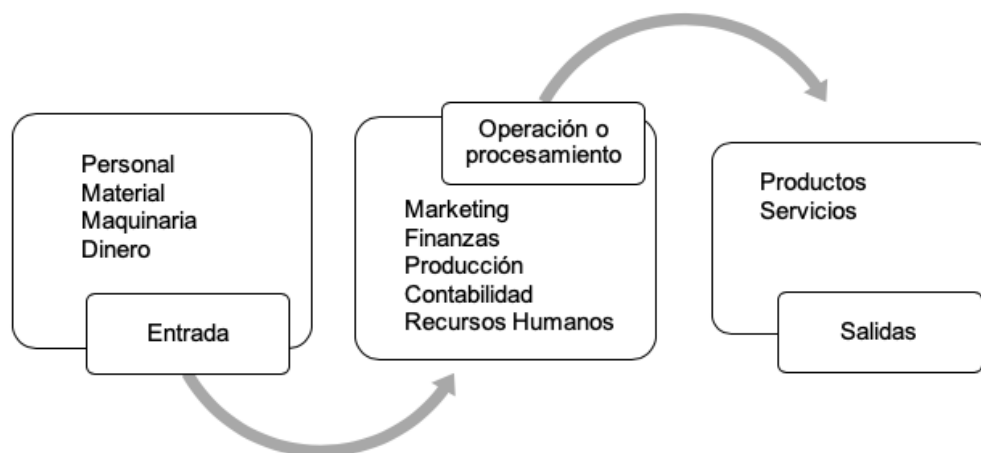 Personal
Material
Maquinaria
Dinero
Entrada
Operación o
procesamiento
Marketing
Finanzas
Producción
Contabilidad
Recursos Humanos
Productos
Servicios
Salidas